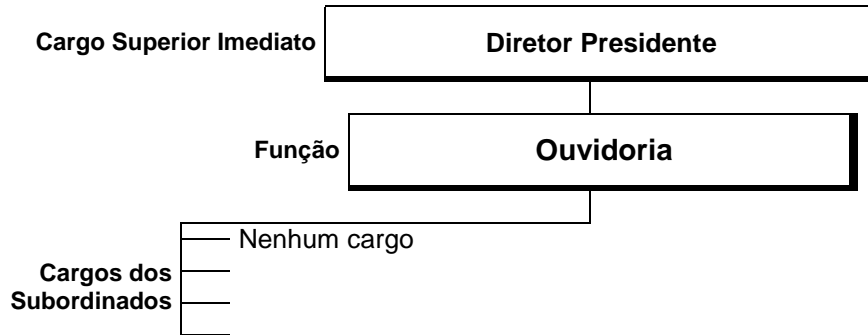 Cargo Superior Imediato
Diretor Presidente
Função
Ouvidoria
Nenhum cargo
Cargos dos
Subordinados